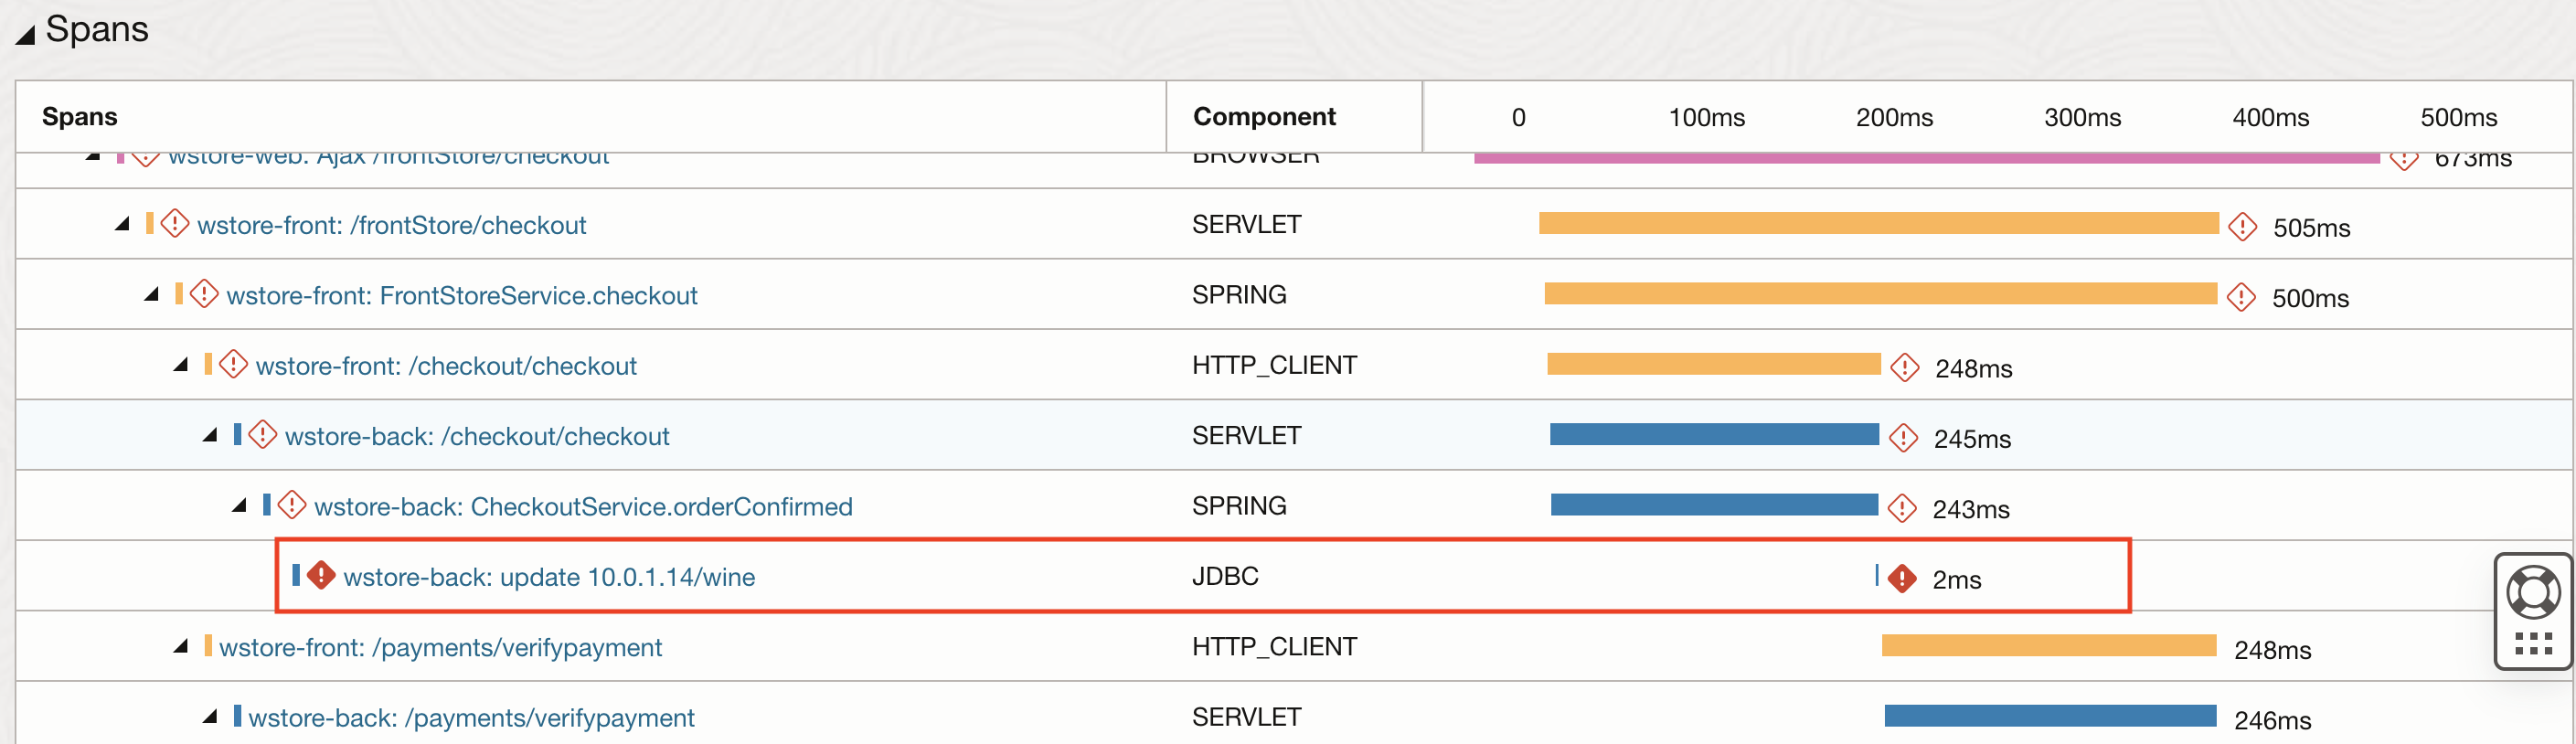 Spans
Spans Component 0 100ms 200ms 300ms 400ms 500ms
wstore-web: Ajax /frontStore/checkout BROWSER 673ms
wstore-front: /frontStore/checkout SERVLET 505ms
wstore-front: FrontStoreService.checkout SPRING 500ms
wstore-front: /checkout/checkout HTTP_CLIENT 248ms
wstore-back: /checkout/checkout SERVLET 245ms
wstore-back: CheckoutService.orderConfirmed SPRING 243ms
wstore-back: update 10.0.1.14/wine JDBC 2ms
wstore-front: /payments/verifypayment HTTP_CLIENT 248ms
wstore-back: /payments/verifypayment SERVLET 246ms